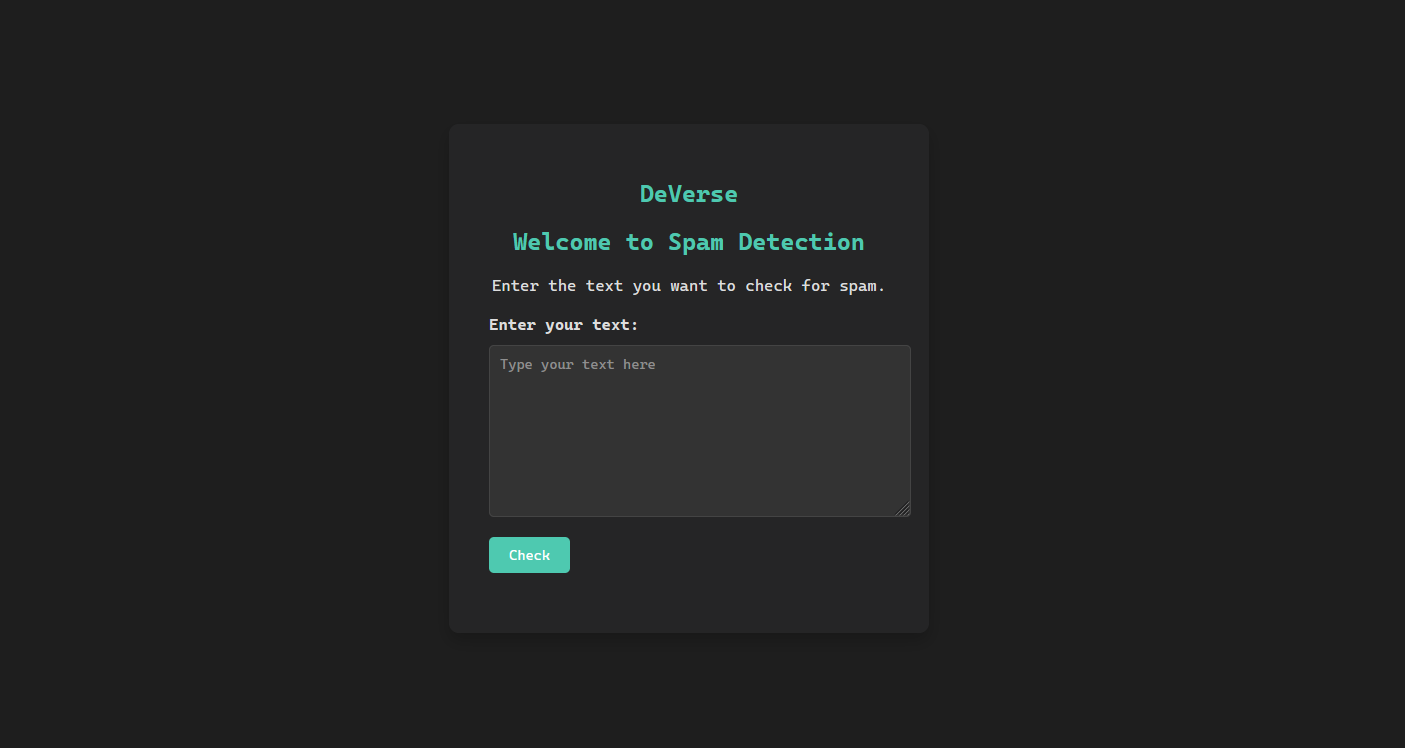 DeVerse
Welcome to Spam Detection
Enter the text you want to check for spam.
Enter your text:
Type your text here
Check